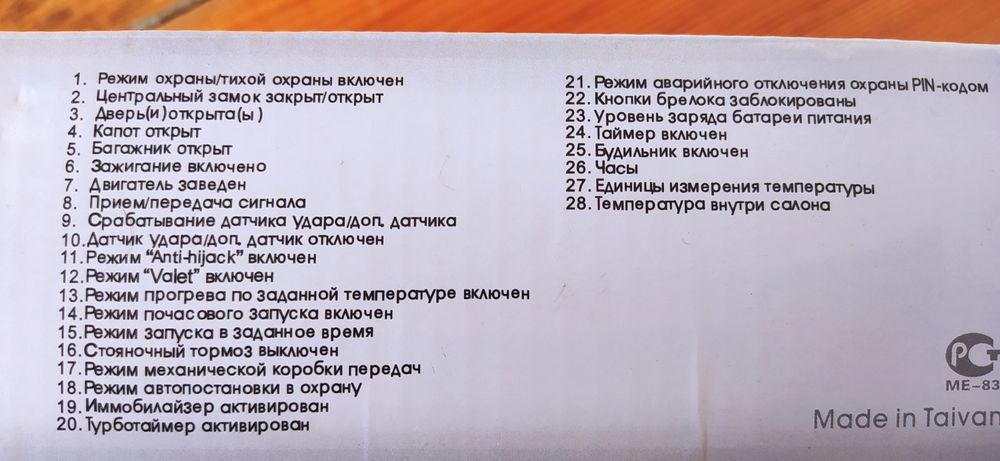 1. Режим охраны/тихой охраны включен
2. Центральный замок закрыт/открыт
3. Дверь(и) открыта(ы)
4. Капот открыт
5. Багажник открыт
6. Зажигание включено
7. Двигатель заведен
8. Прием/передача сигнала
9. Срабатывание датчика удара/доп. датчика
10. Датчик удара/доп. датчик отключен
11. Режим "Anti-hijack" включен
12. Режим "Valet" включен
13. Режим прогрева по заданной температуре включен
14. Режим почасового запуска включен
15. Режим запуска в заданное время
16. Стояночный тормоз выключен
17. Режим механической коробки передач
18. Режим автопостановки в охрану
19. Иммобилайзер активирован
20. Турботаймер активирован
21. Режим аварийного отключения охраны PIN-кодом
22. Кнопки брелока заблокированы
23. Уровень заряда батареи питания
24. Таймер включен
25. Будильник включен
26. Часы
27. Единицы измерения температуры
28. Температура внутри салона
РСТ
МЕ-83
Made in Taiwan